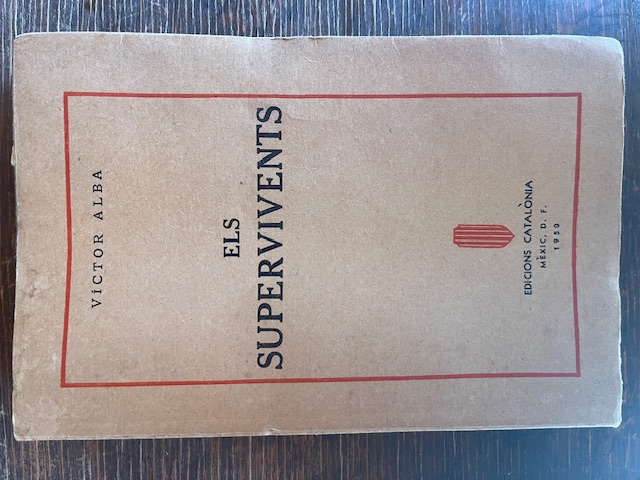 VÍCTOR ALBA
ELS
SUPERVIVENTS
EDICIONS CATALÒNIA
MÈXIC, D. F.
1950